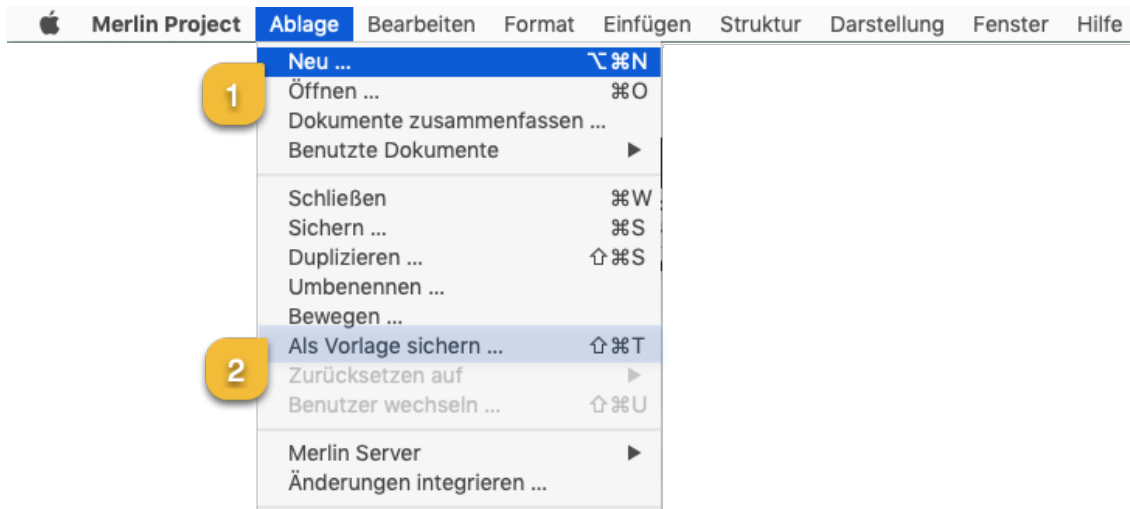 Merlin Project Ablage Bearbeiten Format Einfügen Struktur Darstellung Fenster Hilfe
Neu ... ⌥⌘N
1
Öffnen ... ⌘O
Dokumente zusammenfassen ...
Benutzte Dokumente ▶
Schließen ⌘W
Sichern ... ⌘S
Duplizieren ... ⇧⌘S
Umbenennen ...
Bewegen ...
Als Vorlage sichern ... ⇧⌘T
2
Zurücksetzen auf ▶
Benutzer wechseln ... ⇧⌘U
Merlin Server ▶
Änderungen integrieren ...